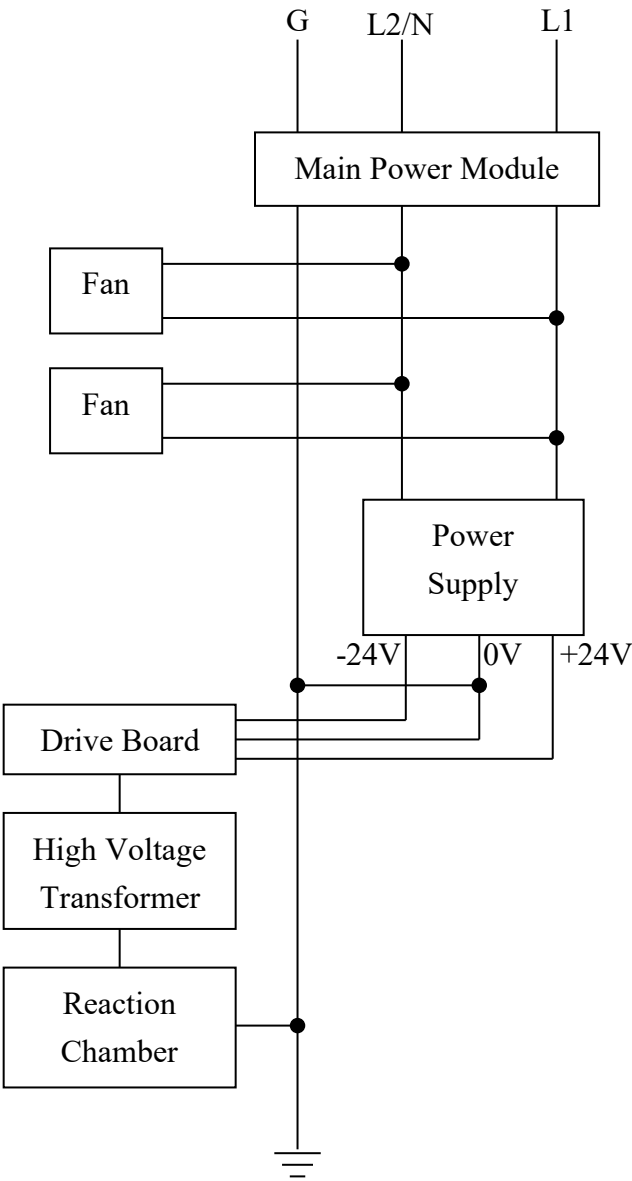 G L2/N L1
Main Power Module
Fan
Fan
Power
Supply
-24V 0V +24V
Drive Board
High Voltage
Transformer
Reaction
Chamber